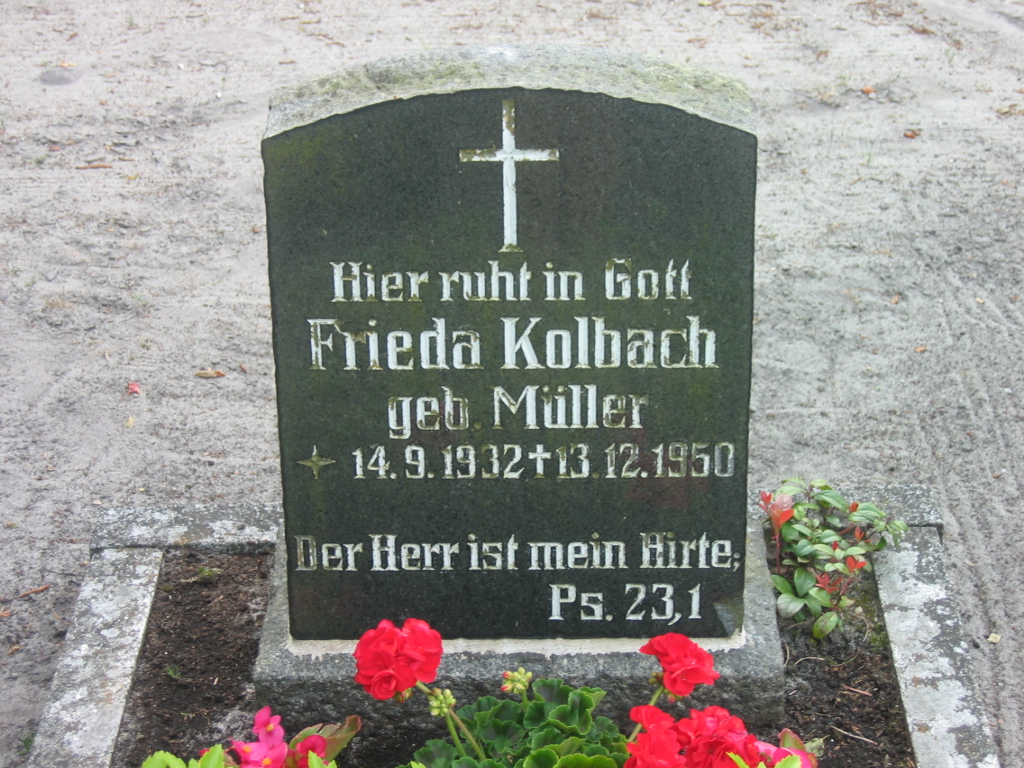 Hier ruht in Gott
Frieda Kolbach
geb. Müller
14.9.1932 † 13.12.1950
Der Herr ist mein Hirte;
Ps. 23,1